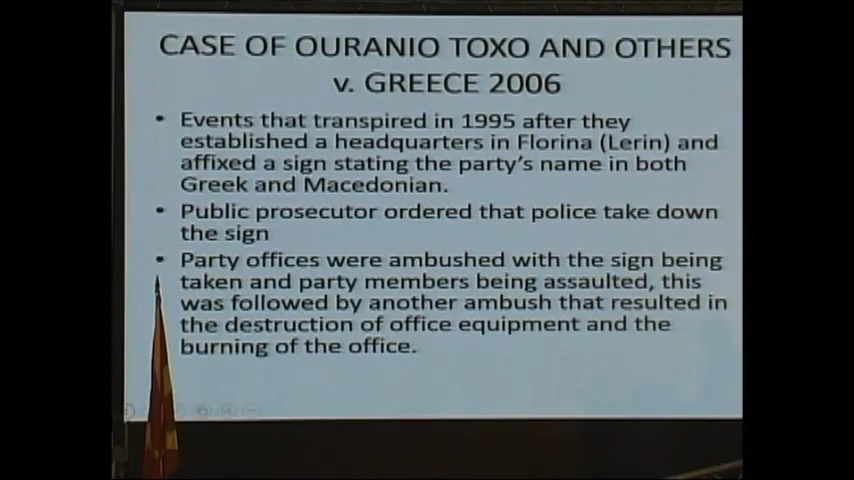 CASE OF OURANIO TOXO AND OTHERS
v. GREECE 2006
• Events that transpired in 1995 after they
established a headquarters in Florina (Lerin) and
affixed a sign stating the party's name in both
Greek and Macedonian.
• Public prosecutor ordered that police take down
the sign
• Party offices were ambushed with the sign being
taken and party members being assaulted, this
was followed by another ambush that resulted in
the destruction of office equipment and the
burning of the office.